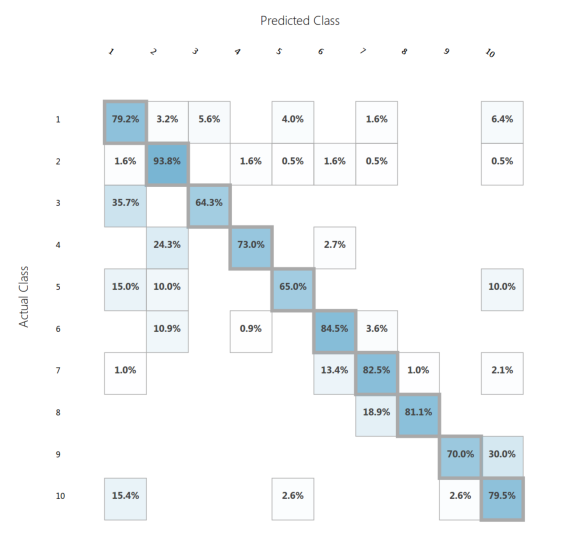 Predicted Class
1 2 3 4 5 6 7 8 9 10
1 79.2% 3.2% 5.6% 4.0% 1.6% 6.4%
2 1.6% 93.8% 1.6% 0.5% 1.6% 0.5% 0.5%
3 35.7% 64.3%
4 24.3% 73.0% 2.7%
Actual Class
5 15.0% 10.0% 65.0% 10.0%
6 10.9% 0.9% 84.5% 3.6%
7 1.0% 13.4% 82.5% 1.0% 2.1%
8 18.9% 81.1%
9 70.0% 30.0%
10 15.4% 2.6% 2.6% 79.5%